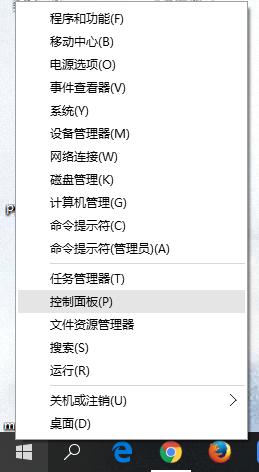 程序和功能(F)
移动中心(B)
电源选项(O)
事件查看器(V)
系统(Y)
设备管理器(M)
网络连接(W)
磁盘管理(K)
计算机管理(G)
命令提示符(C)
命令提示符(管理员)(A)
任务管理器(T)
控制面板(P)
文件资源管理器
搜索(S)
运行(R)
关机或注销(U)
桌面(D)